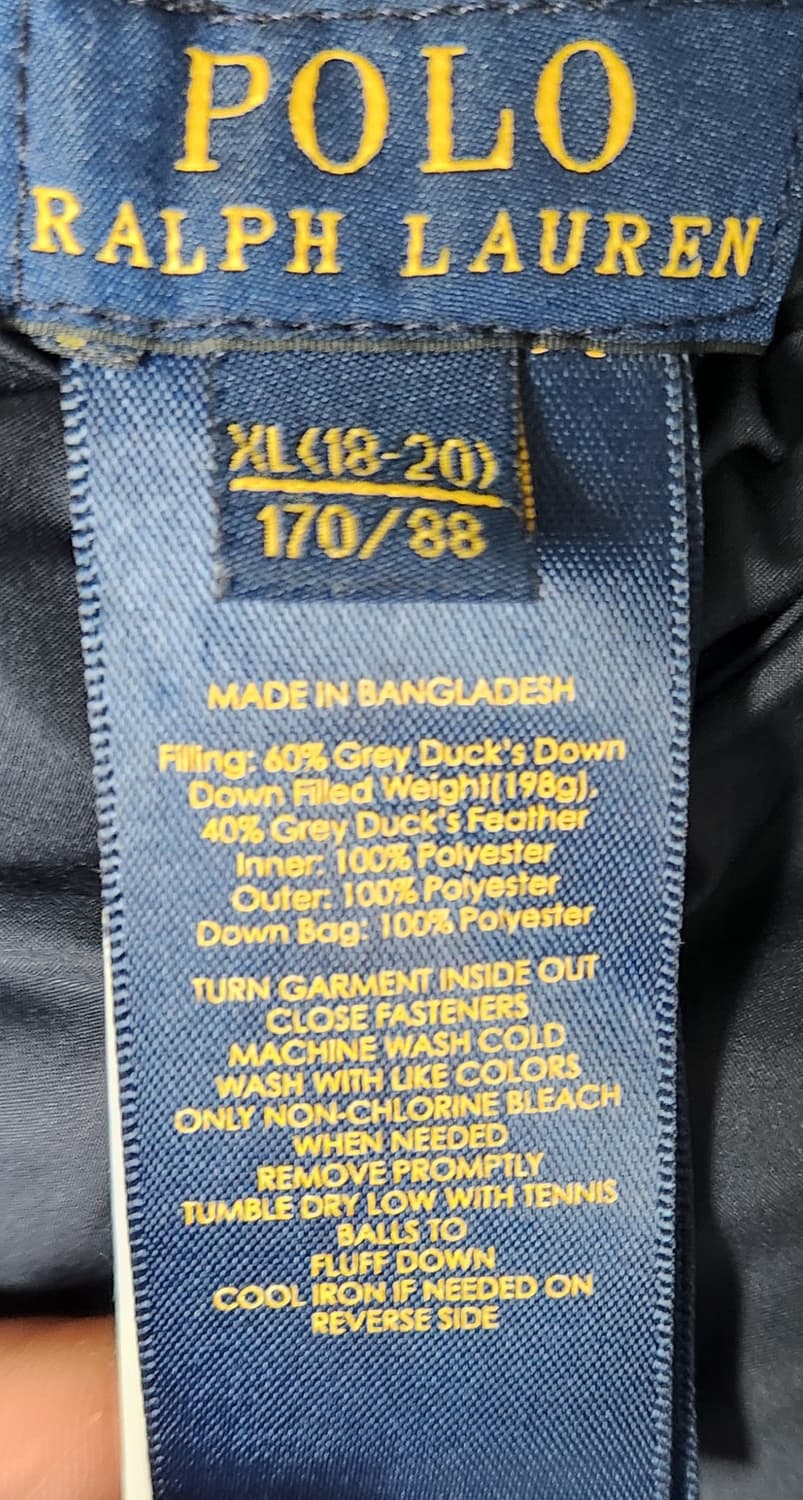 POLO
RALPH LAUREN
XL(18-20)
170/88
MADE IN BANGLADESH
Filling: 60% Grey Duck's Down
Down Filled Weight(198g),
40% Grey Duck's Feather
Inner: 100% Polyester
Outer: 100% Polyester
Down Bag: 100% Polyester
TURN GARMENT INSIDE OUT
CLOSE FASTENERS
MACHINE WASH COLD
WASH WITH LIKE COLORS
ONLY NON-CHLORINE BLEACH
WHEN NEEDED
REMOVE PROMPTLY
TUMBLE DRY LOW WITH TENNIS
BALLS TO
FLUFF DOWN
COOL IRON IF NEEDED ON
REVERSE SIDE